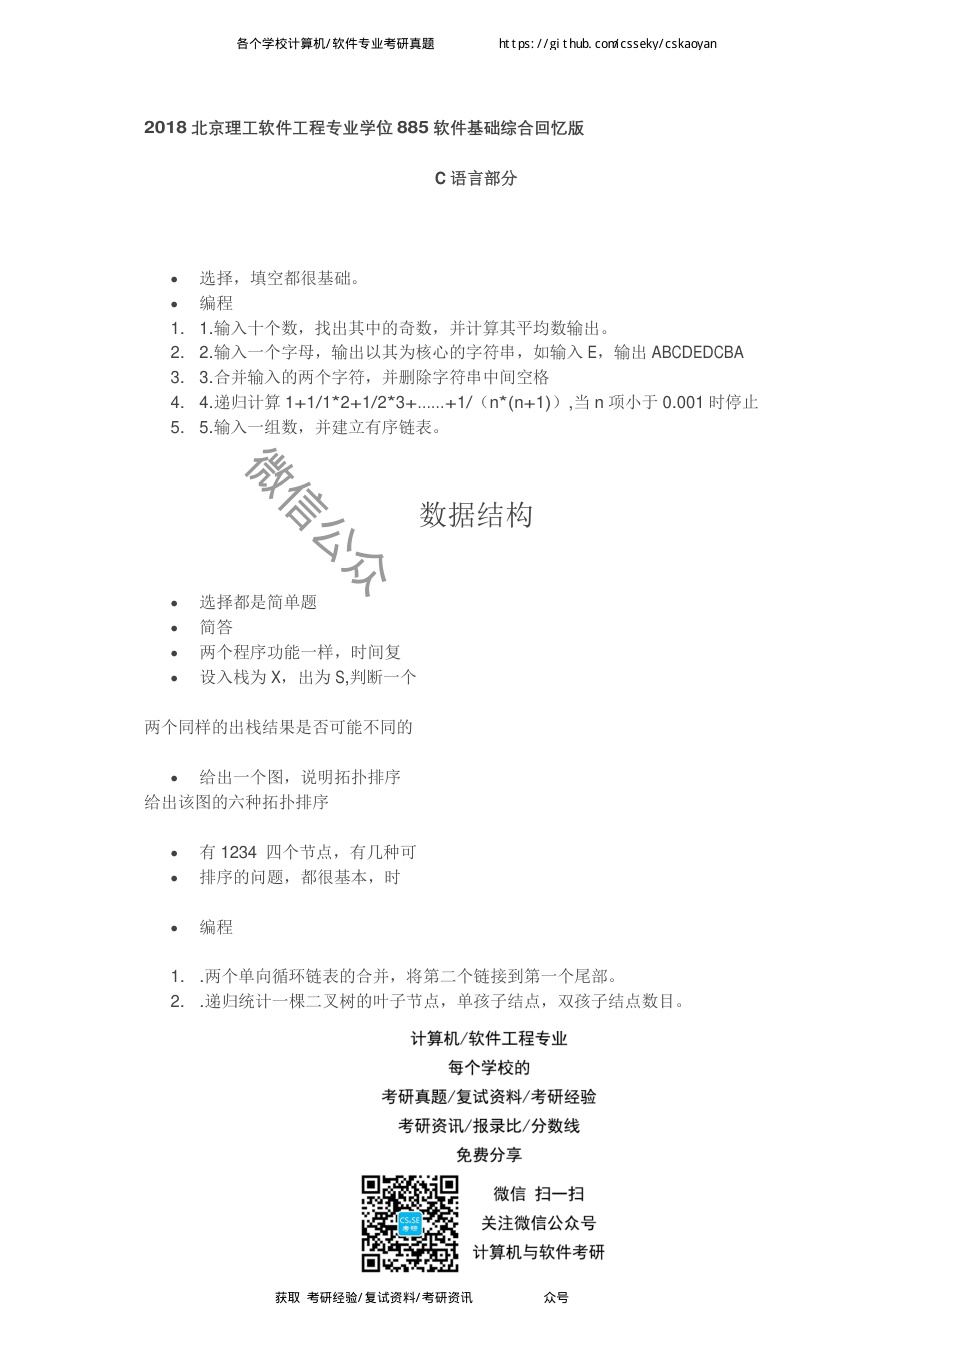 各个学校计算机/软件专业考研真题 https://github.com/csseky/cskaoyan
2018 北京理工软件工程专业学位 885 软件基础综合回忆版
C 语言部分
• 选择，填空都很基础。
• 编程
1. 1.输入十个数，找出其中的奇数，并计算其平均数输出。
2. 2.输入一个字母，输出以其为核心的字符串，如输入 E，输出 ABCDEDCBA
3. 3.合并输入的两个字符，并删除字符串中间空格
4. 4.递归计算 1+1/1*2+1/2*3+......+1/（n*(n+1)）,当 n 项小于 0.001 时停止
5. 5.输入一组数，并建立有序链表。
微信公众
数据结构
• 选择都是简单题
• 简答
• 两个程序功能一样，时间复
• 设入栈为 X，出为 S,判断一个
两个同样的出栈结果是否可能不同的
• 给出一个图，说明拓扑排序
给出该图的六种拓扑排序
• 有 1234 四个节点，有几种可
• 排序的问题，都很基本，时
• 编程
1. .两个单向循环链表的合并，将第二个链接到第一个尾部。
2. .递归统计一棵二叉树的叶子节点，单孩子结点，双孩子结点数目。
计算机/软件工程专业
每个学校的
考研真题/复试资料/考研经验
考研资讯/报录比/分数线
免费分享
微信 扫一扫
关注微信公众号
计算机与软件考研
CS&SE
考研
获取 考研经验/复试资料/考研资讯 众号